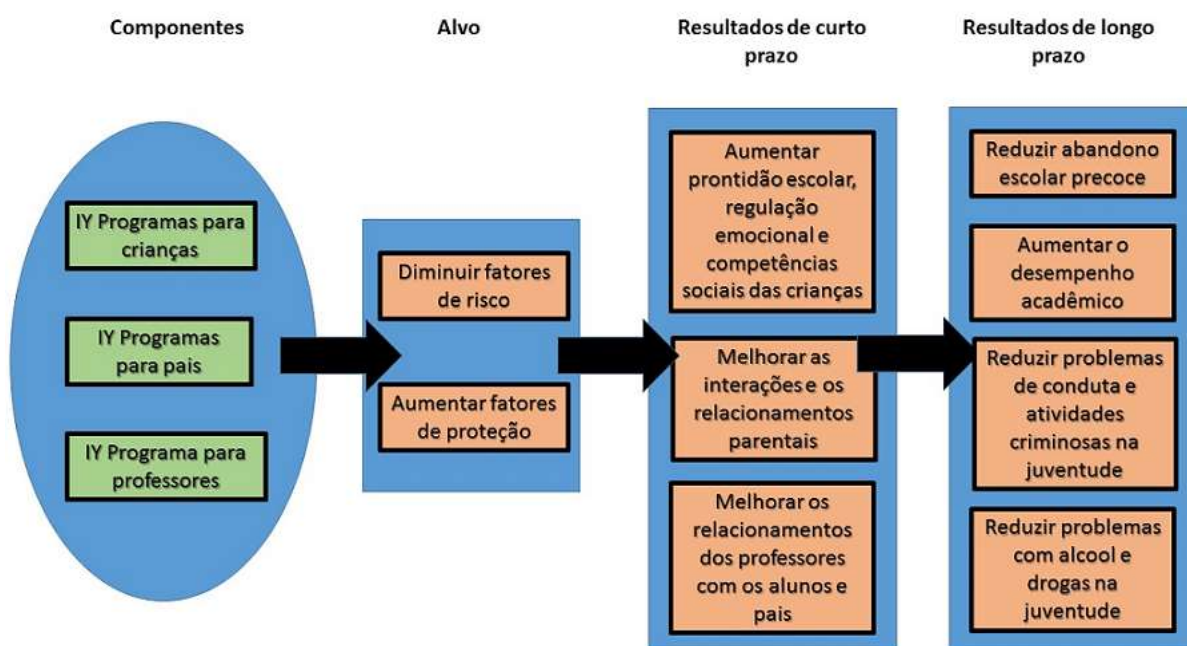 Componentes
Alvo
Resultados de curto
prazo
Resultados de longo
prazo
IY Programas para
crianças
IY Programas
para pais
IY Programa para
professores
Diminuir fatores
de risco
Aumentar fatores
de proteção
Aumentar
prontidão escolar,
regulação
emocional e
competências
sociais das crianças
Melhorar as
interações e os
relacionamentos
parentais
Melhorar os
relacionamentos
dos professores
com os alunos e
pais
Reduzir abandono
escolar precoce
Aumentar o
desempenho
acadêmico
Reduzir problemas
de conduta e
atividades
criminosas na
juventude
Reduzir problemas
com alcool e
drogas na
juventude